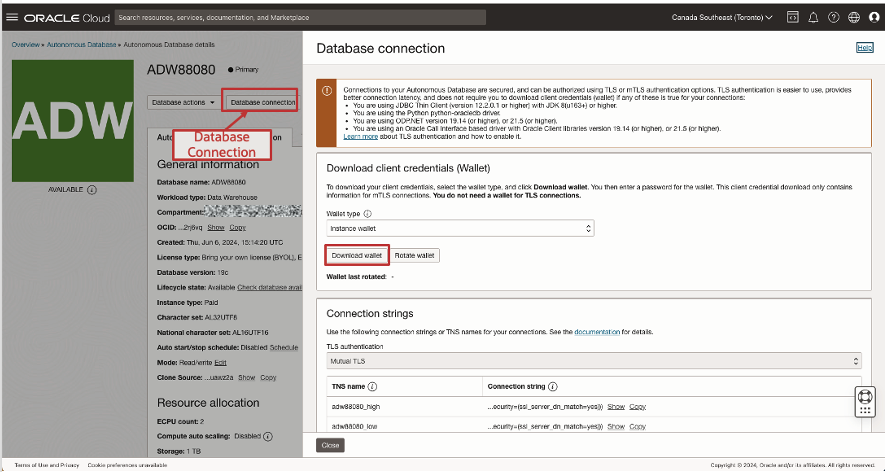 ORACLE Cloud
Search resources, services, documentation, and Marketplace
Canada Southeast (Toronto)
Overview » Autonomous Database » Autonomous Database details
ADW
AVAILABLE
ADW88080
Primary
Database actions
Database connection
Database
Connection
General information
Database name: ADW88080
Workload type: Data Warehouse
Compartment:
OCID: ...2rj6vq Show Copy
Created: Thu, Jun 6, 2024, 15:14:20 UTC
License type: Bring your own license (BYOL), E
Database version: 19c
Lifecycle state: Available Check database avail
Instance type: Paid
Character set: AL32UTF8
National character set: AL16UTF16
Auto start/stop schedule: Disabled Schedule
Mode: Read/write Edit
Clone Source: Show Copy
Resource allocation
ECPU count: 2
Compute auto scaling: Disabled
Storage: 1 TB
Database connection
Help
Connections to your Autonomous Database are secured, and can be authorized using TLS or mTLS authentication options. TLS authentication is easier to use, provides
better connection latency, and does not require you to download client credentials (wallet) if any of these is true for your connections:
• You are using JDBC Thin Client (version 12.2.0.1 or higher) with JDK 8(u163+) or higher.
• You are using the Python python-oracledb driver.
• You are using ODP.NET version 19.14 (or higher), or 21.5 (or higher).
• You are using an Oracle Call Interface based driver with Oracle Client libraries version 19.14 (or higher), or 21.5 (or higher).
Learn more about TLS authentication and how to enable it.
Download client credentials (Wallet)
To download your client credentials, select the wallet type, and click Download wallet. You then enter a password for the wallet. This client credential download only contains
information for mTLS connections. You do not need a wallet for TLS connections.
Wallet type
Instance wallet
Download wallet
Rotate wallet
Wallet last rotated: -
Connection strings
Use the following connection strings or TNS names for your connections. See the documentation for details.
TLS authentication
Mutual TLS
TNS name
Connection string
adw88080_high
...ecurity=(ssl_server_dn_match=yes))) Show Copy
adw88080_low
...ecurity=(ssl_server_dn_match=yes))) Show Copy
Close
Terms of Use and Privacy
Cookie preferences unavailable
Copyright © 2024, Oracle and/or its affiliates. All rights reserved.